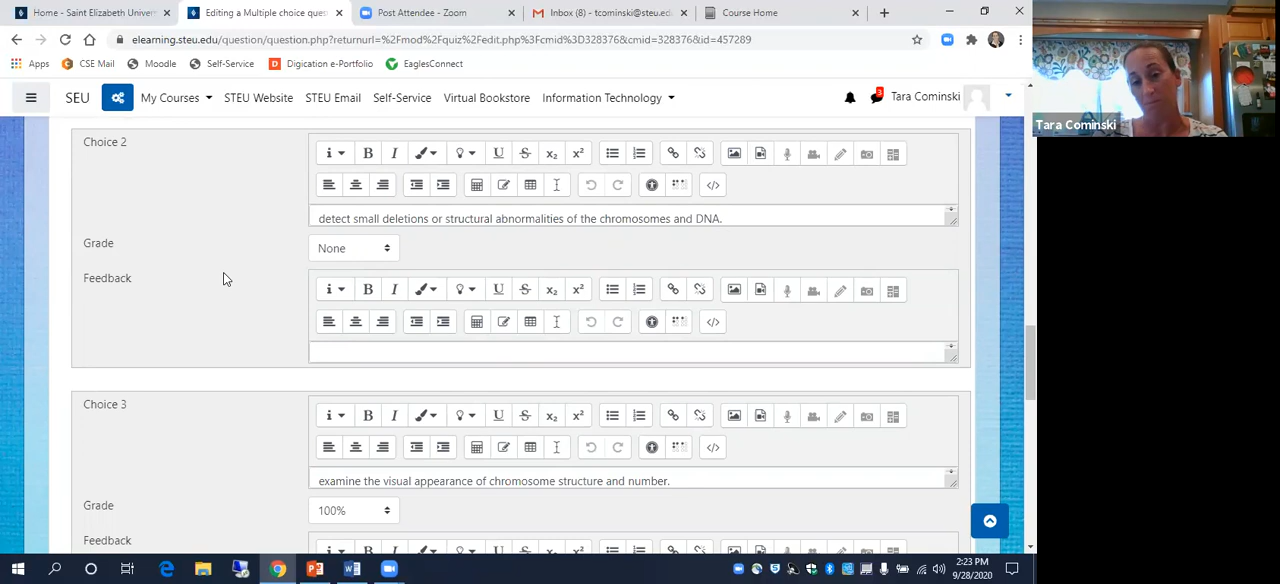 Home - Saint Elizabeth Univer
Editing a Multiple choice ques
Post Attendee - Zoom
Inbox (8) - tcominski@steu.ed
Course Home
elearning.steu.edu/question/question.php?returnurl=%2Fmod%2Fquiz%2Fedit.php%3Fcmid%3D328376&cmid=328376&id=457289
Apps
CSE Mail
Moodle
Self-Service
Digication e-Portfolio
EaglesConnect
SEU
My Courses
STEU Website
STEU Email
Self-Service
Virtual Bookstore
Information Technology
3
Tara Cominski
Tara Cominski
Choice 2
detect small deletions or structural abnormalities of the chromosomes and DNA.
Grade
None
Feedback
Choice 3
examine the visual appearance of chromosome structure and number.
Grade
100%
Feedback
2:23 PM
9/28/2020